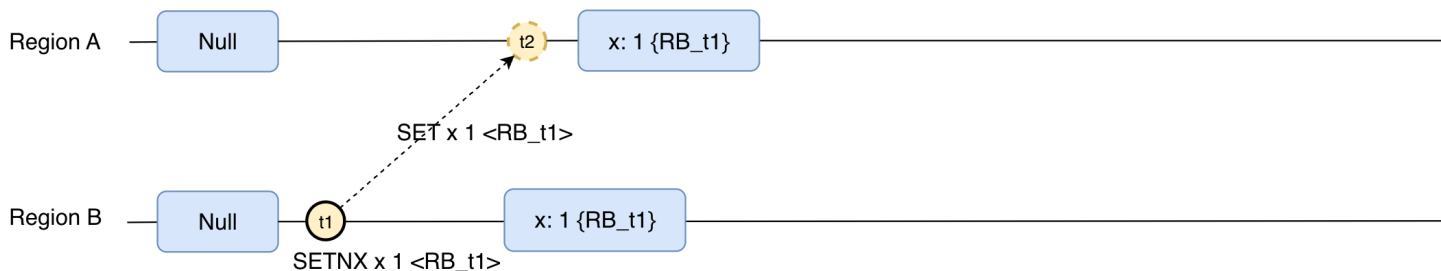 Region A
Null
t2
x: 1 {RB_t1}
SET x 1 <RB_t1>
Region B
Null
t1
x: 1 {RB_t1}
SETNX x 1 <RB_t1>